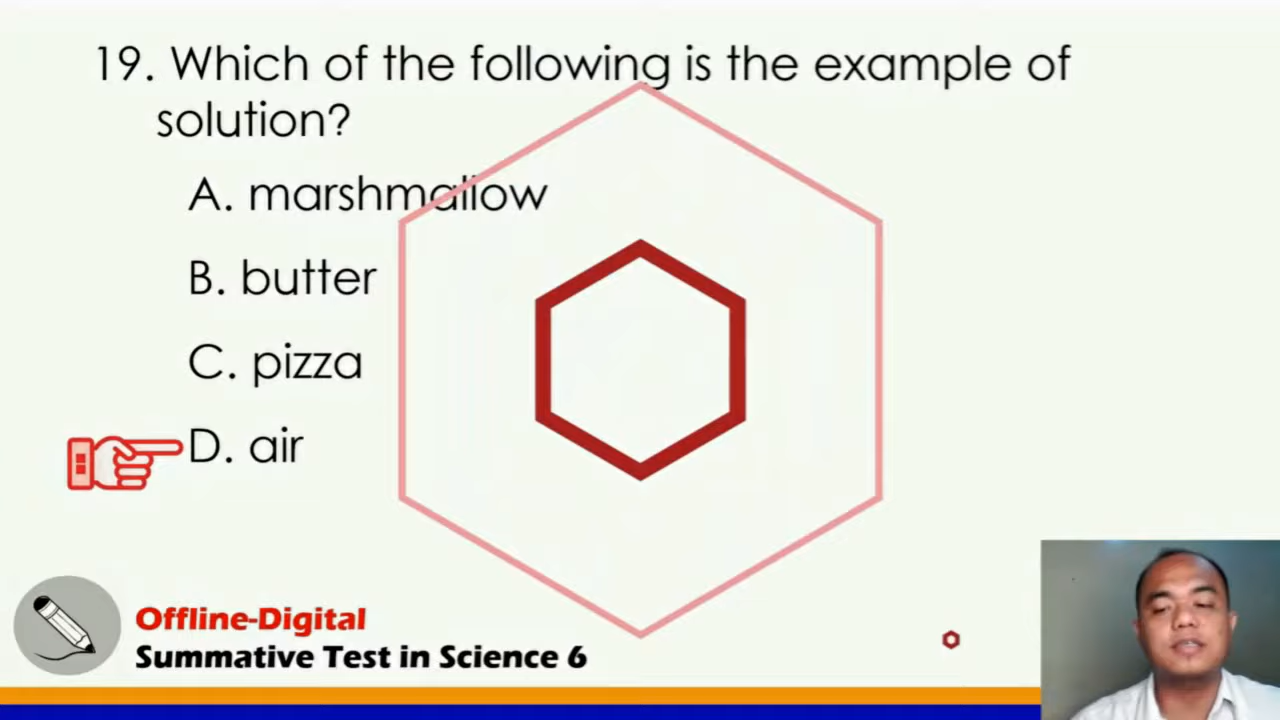 19. Which of the following is the example of
solution?
A. marshmallow
B. butter
C. pizza
D. air
Offline-Digital
Summative Test in Science 6